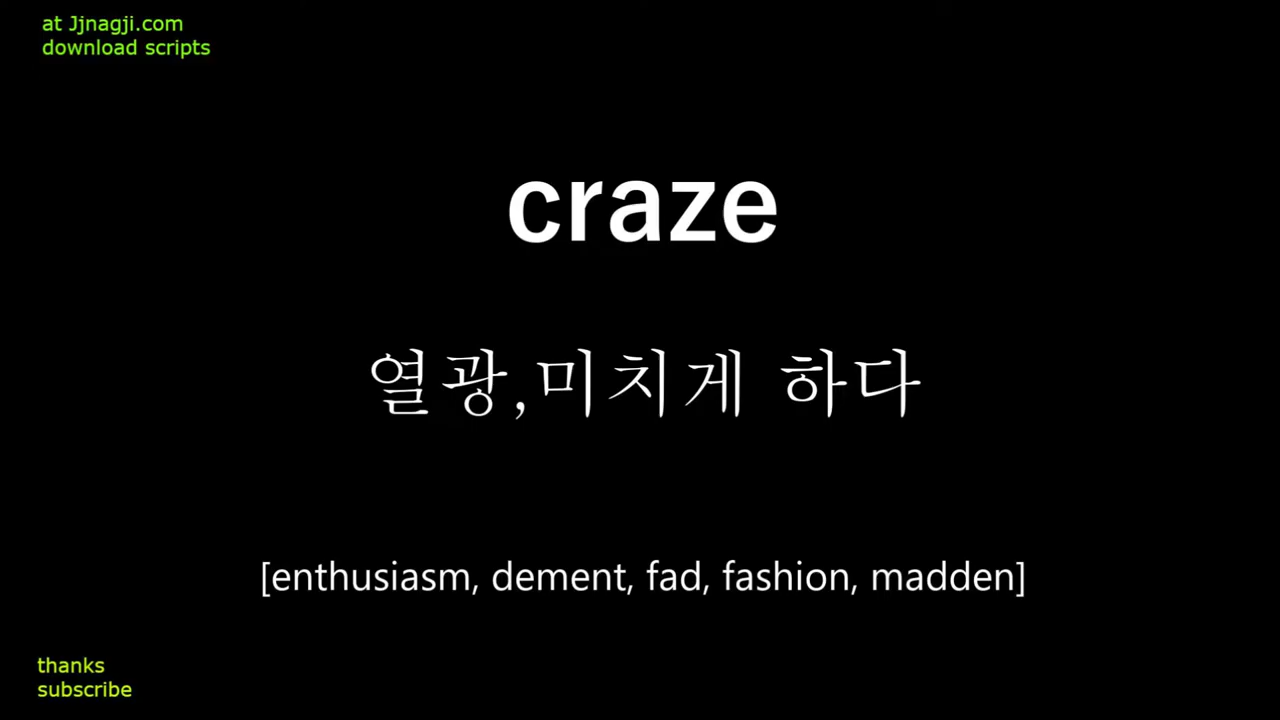 at Jjnagji.com
download scripts
craze
열광,미치게 하다
[enthusiasm, dement, fad, fashion, madden]
thanks
subscribe